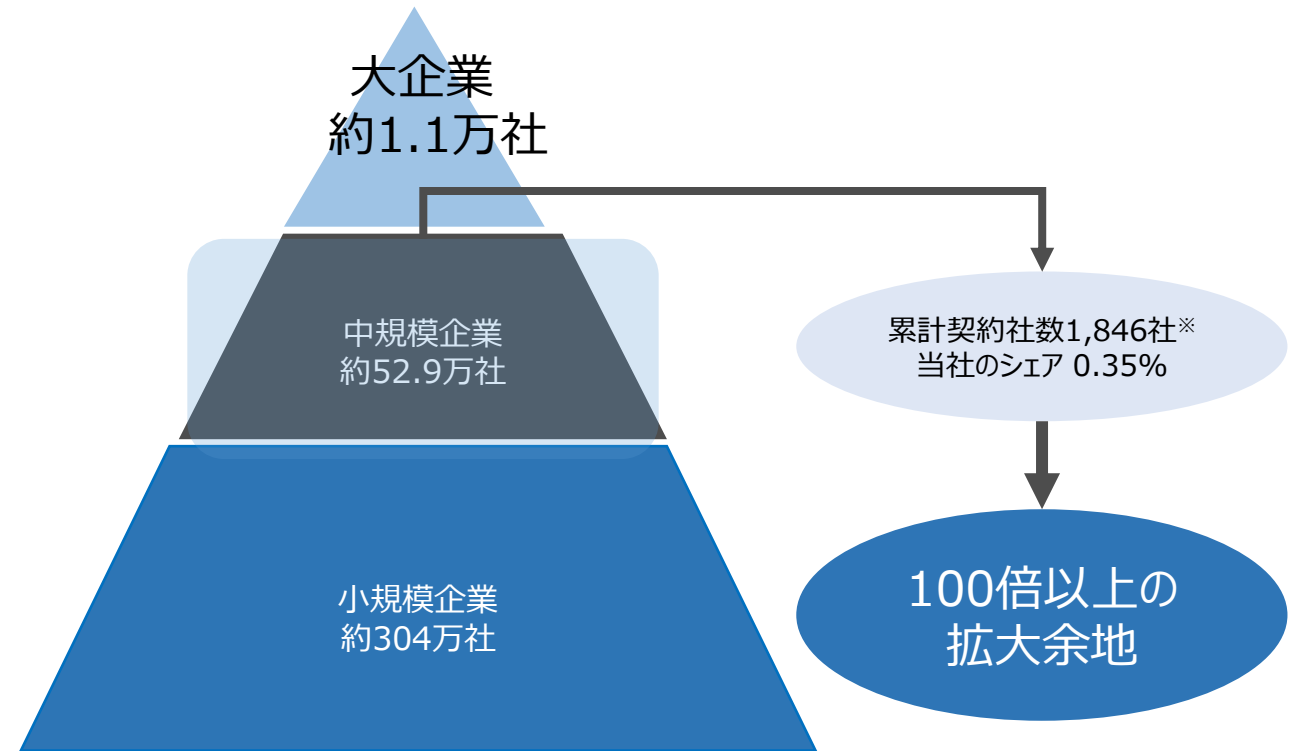 大企業
約1.1万社
中規模企業
約52.9万社
累計契約社数1,846社※
当社のシェア 0.35%
小規模企業
約304万社
100倍以上の
拡大余地